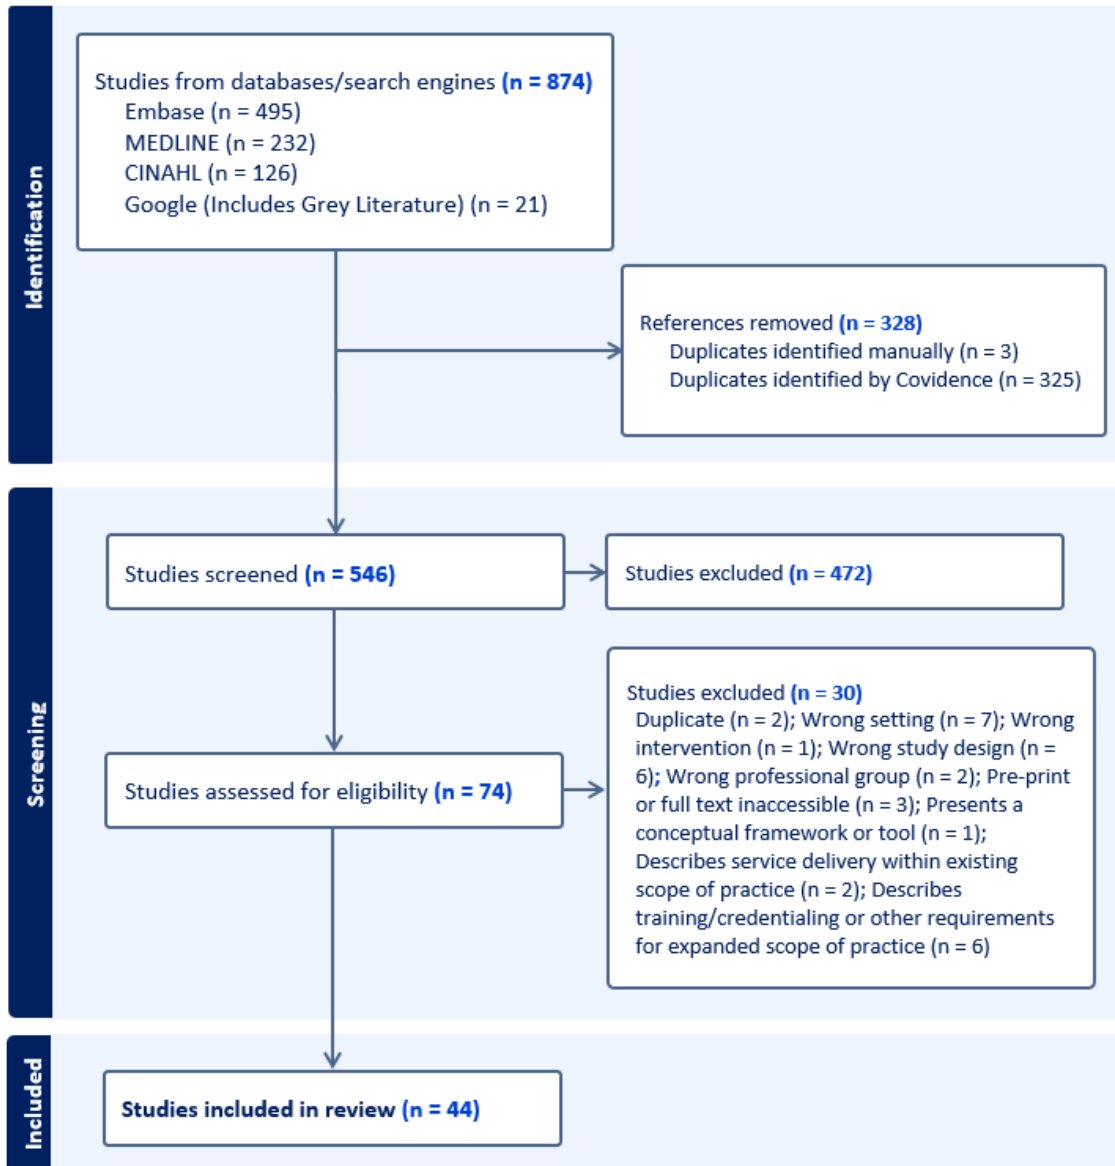 Identification
Studies from databases/search engines (n = 874)
Embase (n = 495)
MEDLINE (n = 232)
CINAHL (n = 126)
Google (Includes Grey Literature) (n = 21)
References removed (n = 328)
Duplicates identified manually (n = 3)
Duplicates identified by Covidence (n = 325)
Screening
Studies screened (n = 546)
Studies excluded (n = 472)
Studies assessed for eligibility (n = 74)
Studies excluded (n = 30)
Duplicate (n = 2); Wrong setting (n = 7); Wrong
intervention (n = 1); Wrong study design (n =
6); Wrong professional group (n = 2); Pre-print
or full text inaccessible (n = 3); Presents a
conceptual framework or tool (n = 1);
Describes service delivery within existing
scope of practice (n = 2); Describes
training/credentialing or other requirements
for expanded scope of practice (n = 6)
Included
Studies included in review (n = 44)